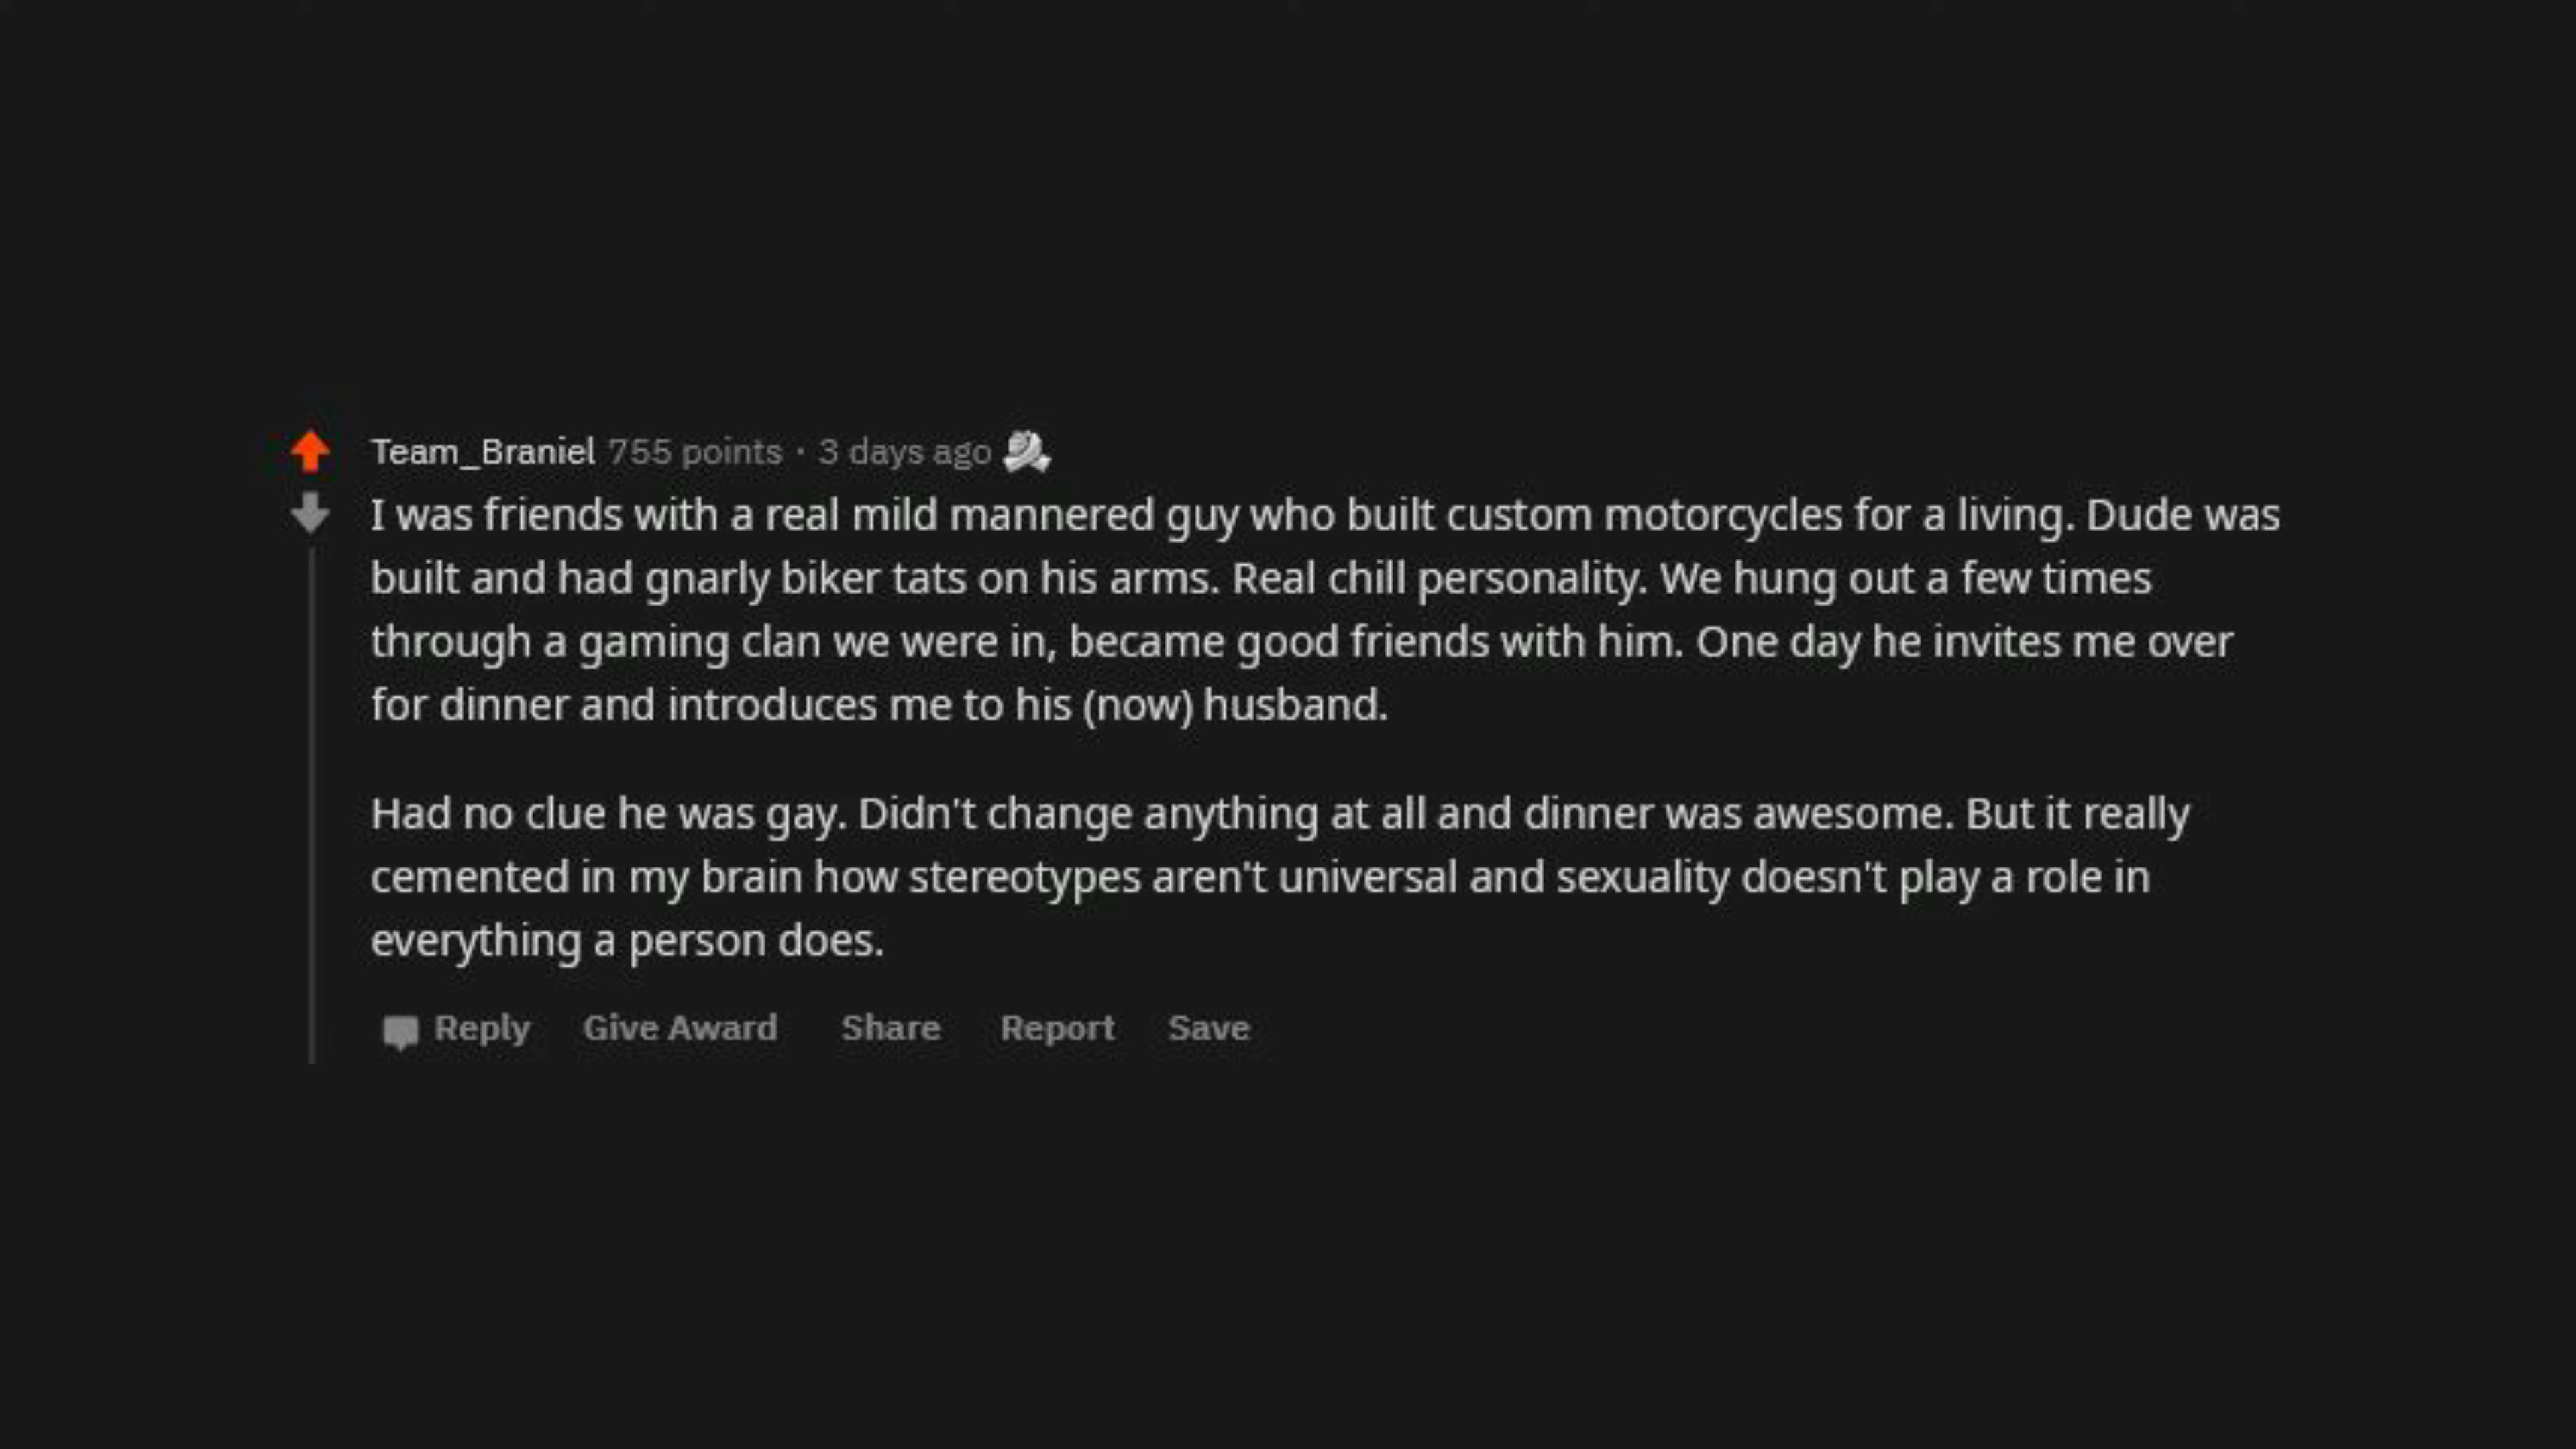 Team_Braniel 755 points · 3 days ago
I was friends with a real mild mannered guy who built custom motorcycles for a living. Dude was
built and had gnarly biker tats on his arms. Real chill personality. We hung out a few times
through a gaming clan we were in, became good friends with him. One day he invites me over
for dinner and introduces me to his (now) husband.
Had no clue he was gay. Didn't change anything at all and dinner was awesome. But it really
cemented in my brain how stereotypes aren't universal and sexuality doesn't play a role in
everything a person does.
Reply Give Award Share Report Save